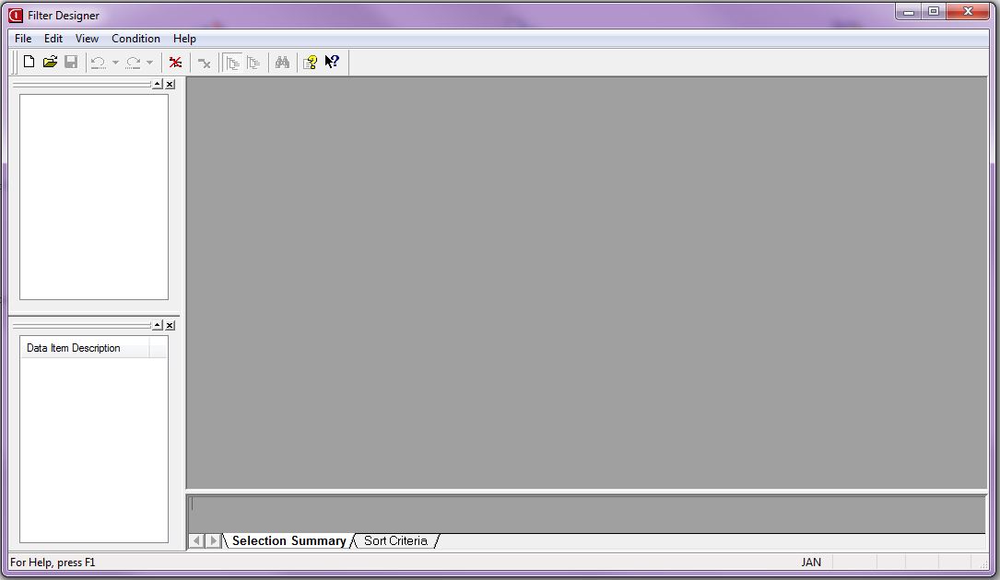 Filter Designer
File Edit View Condition Help
Data Item Description
Selection Summary Sort Criteria
For Help, press F1 JAN